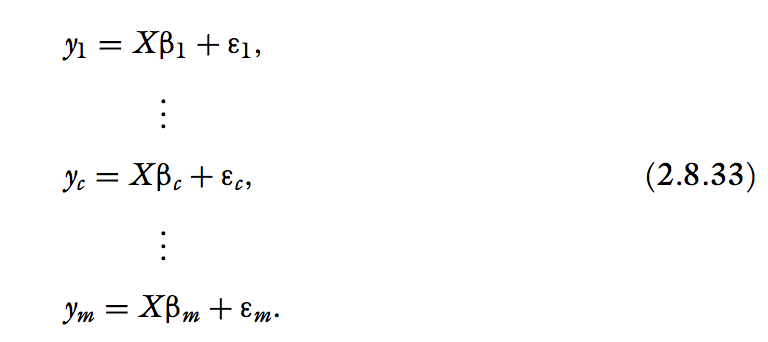 y₁ = Xβ₁ + ε₁,
⋮
y_c = Xβ_c + ε_c, (2.8.33)
⋮
y_m = Xβ_m + ε_m.